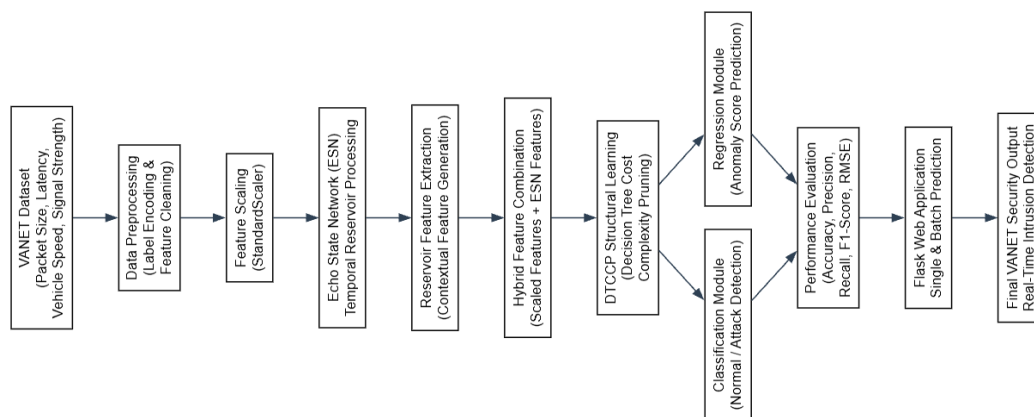 VANET Dataset
(Packet Size, Latency,
Vehicle Speed, Signal Strength)
Data Preprocessing
(Label Encoding &
Feature Cleaning)
Feature Scaling
(StandardScaler)
Echo State Network (ESN)
Temporal Reservoir Processing
Reservoir Feature Extraction
(Contextual Feature Generation)
Hybrid Feature Combination
(Scaled Features + ESN Features)
DTCCP Structural Learning
(Decision Tree Cost
Complexity Pruning)
Regression Module
(Anomaly Score Prediction)
Classification Module
(Normal / Attack Detection)
Performance Evaluation
(Accuracy, Precision,
Recall, F1-Score, RMSE)
Flask Web Application
Single & Batch Prediction
Final VANET Security Output
Real-Time Intrusion Detection